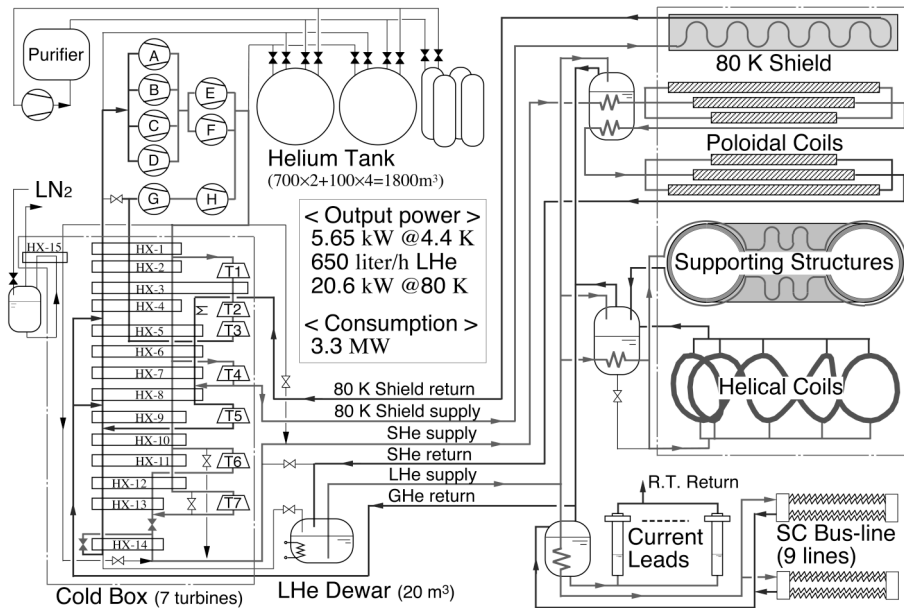 Purifier
A
B
C
D
E
F
G
H
Helium Tank
(700×2+100×4=1800m³)
80 K Shield
Poloidal Coils
LN₂
< Output power >
5.65 kW @4.4 K
650 liter/h LHe
20.6 kW @80 K
< Consumption >
3.3 MW
Supporting Structures
HX-15
HX-1
HX-2
HX-3
HX-4
HX-5
HX-6
HX-7
HX-8
HX-9
HX-10
HX-11
HX-12
HX-13
HX-14
T1
T2
T3
T4
T5
T6
T7
M
Helical Coils
80 K Shield return
80 K Shield supply
SHe supply
SHe return
LHe supply
GHe return
R.T. Return
Current
Leads
SC Bus-line
(9 lines)
Cold Box (7 turbines)
LHe Dewar (20 m³)